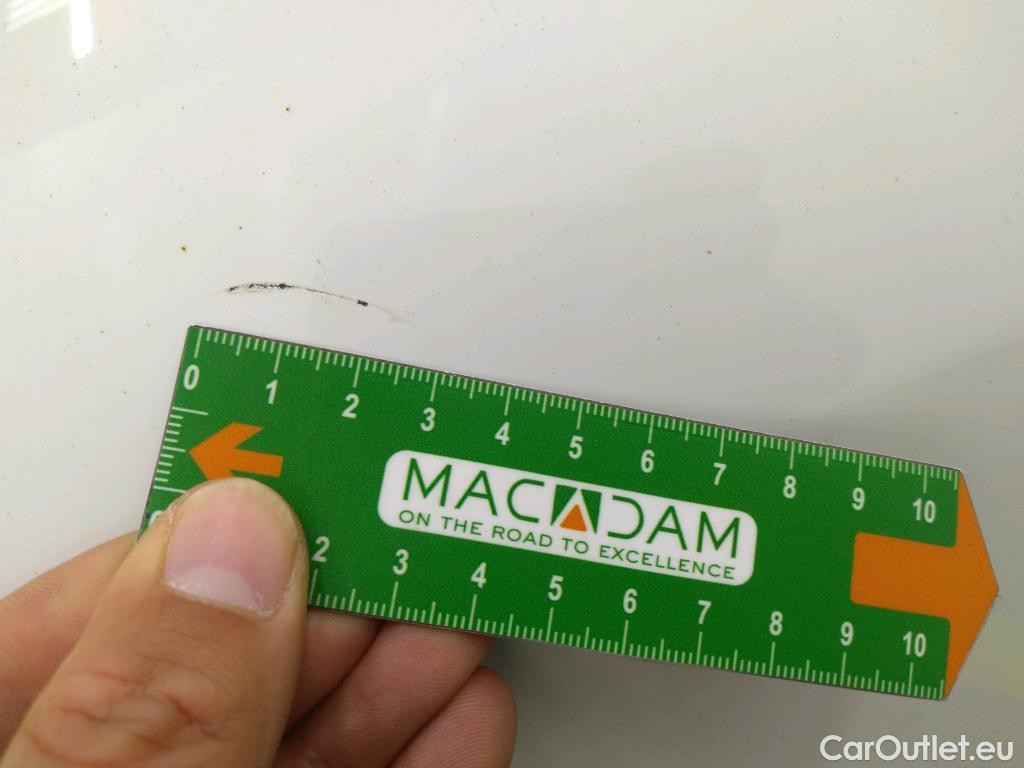 0 1 2 3 4 5 6 7 8 9 10
MACADAM
ON THE ROAD TO EXCELLENCE
2 3 4 5 6 7 8 9 10
CarOutlet.eu